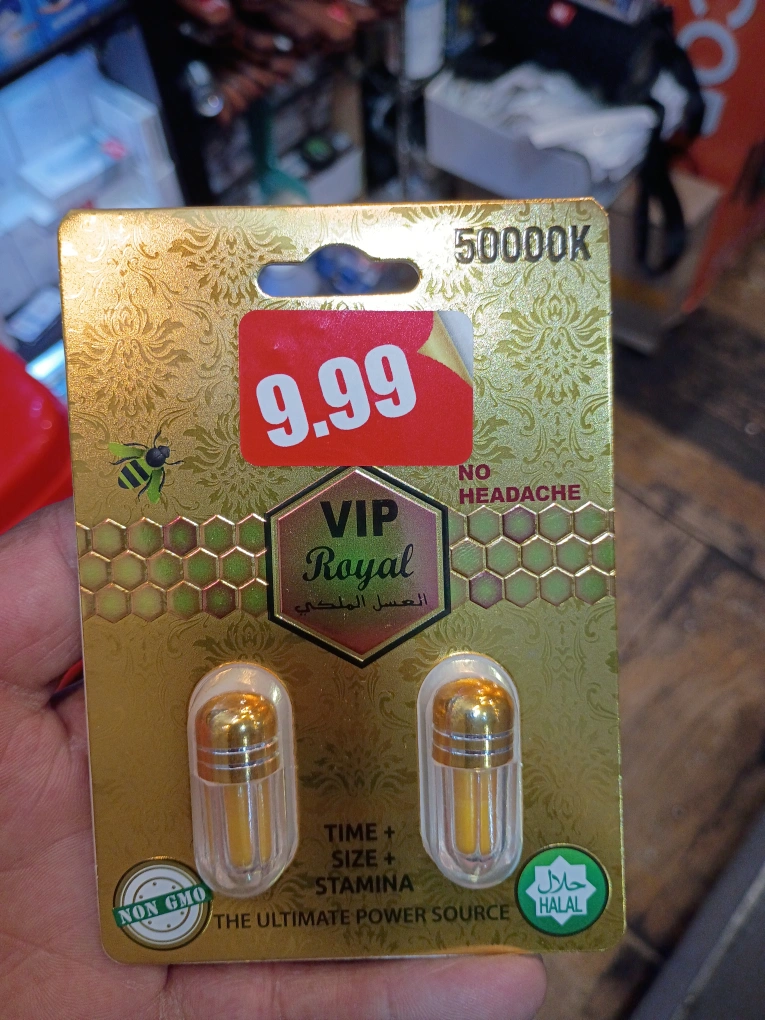 50000K
9.99
NO
HEADACHE
VIP
Royal
العسل الملكي
TIME +
SIZE +
STAMINA
NON GMO
THE ULTIMATE POWER SOURCE
حلال
HALAL